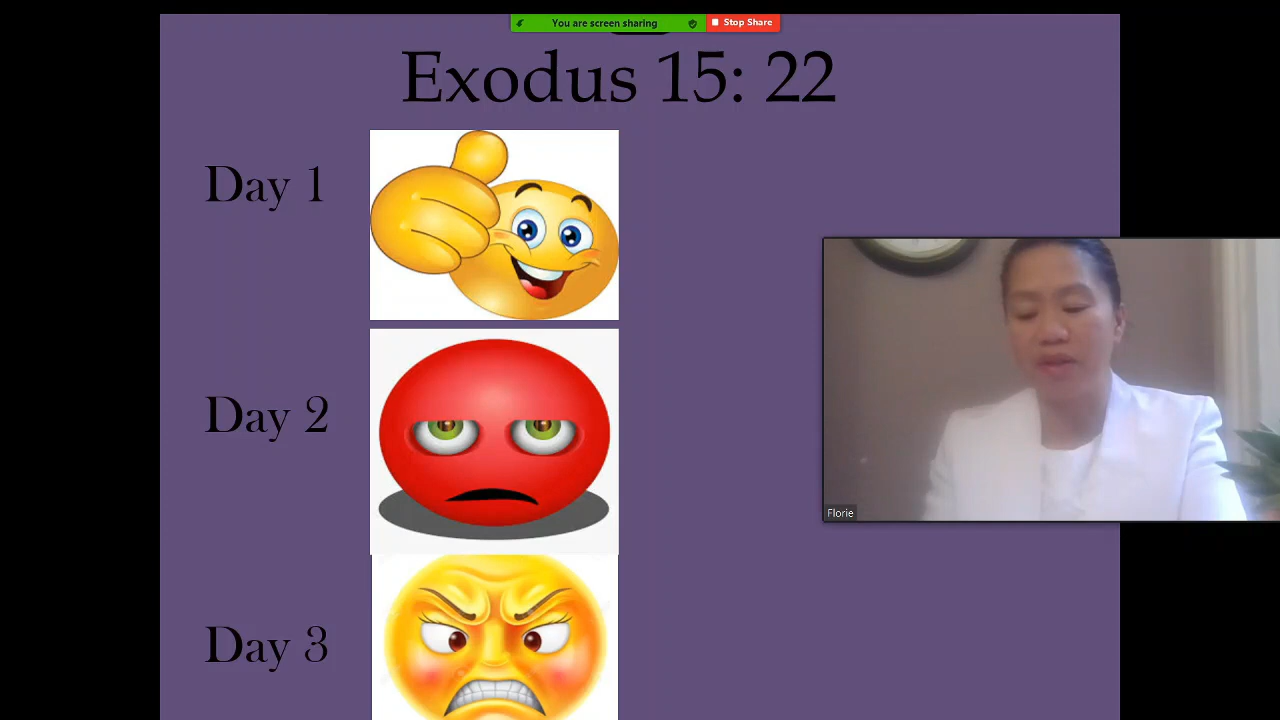 You are screen sharing
Stop Share
Exodus 15: 22
Day 1
Day 2
Day 3
Florie